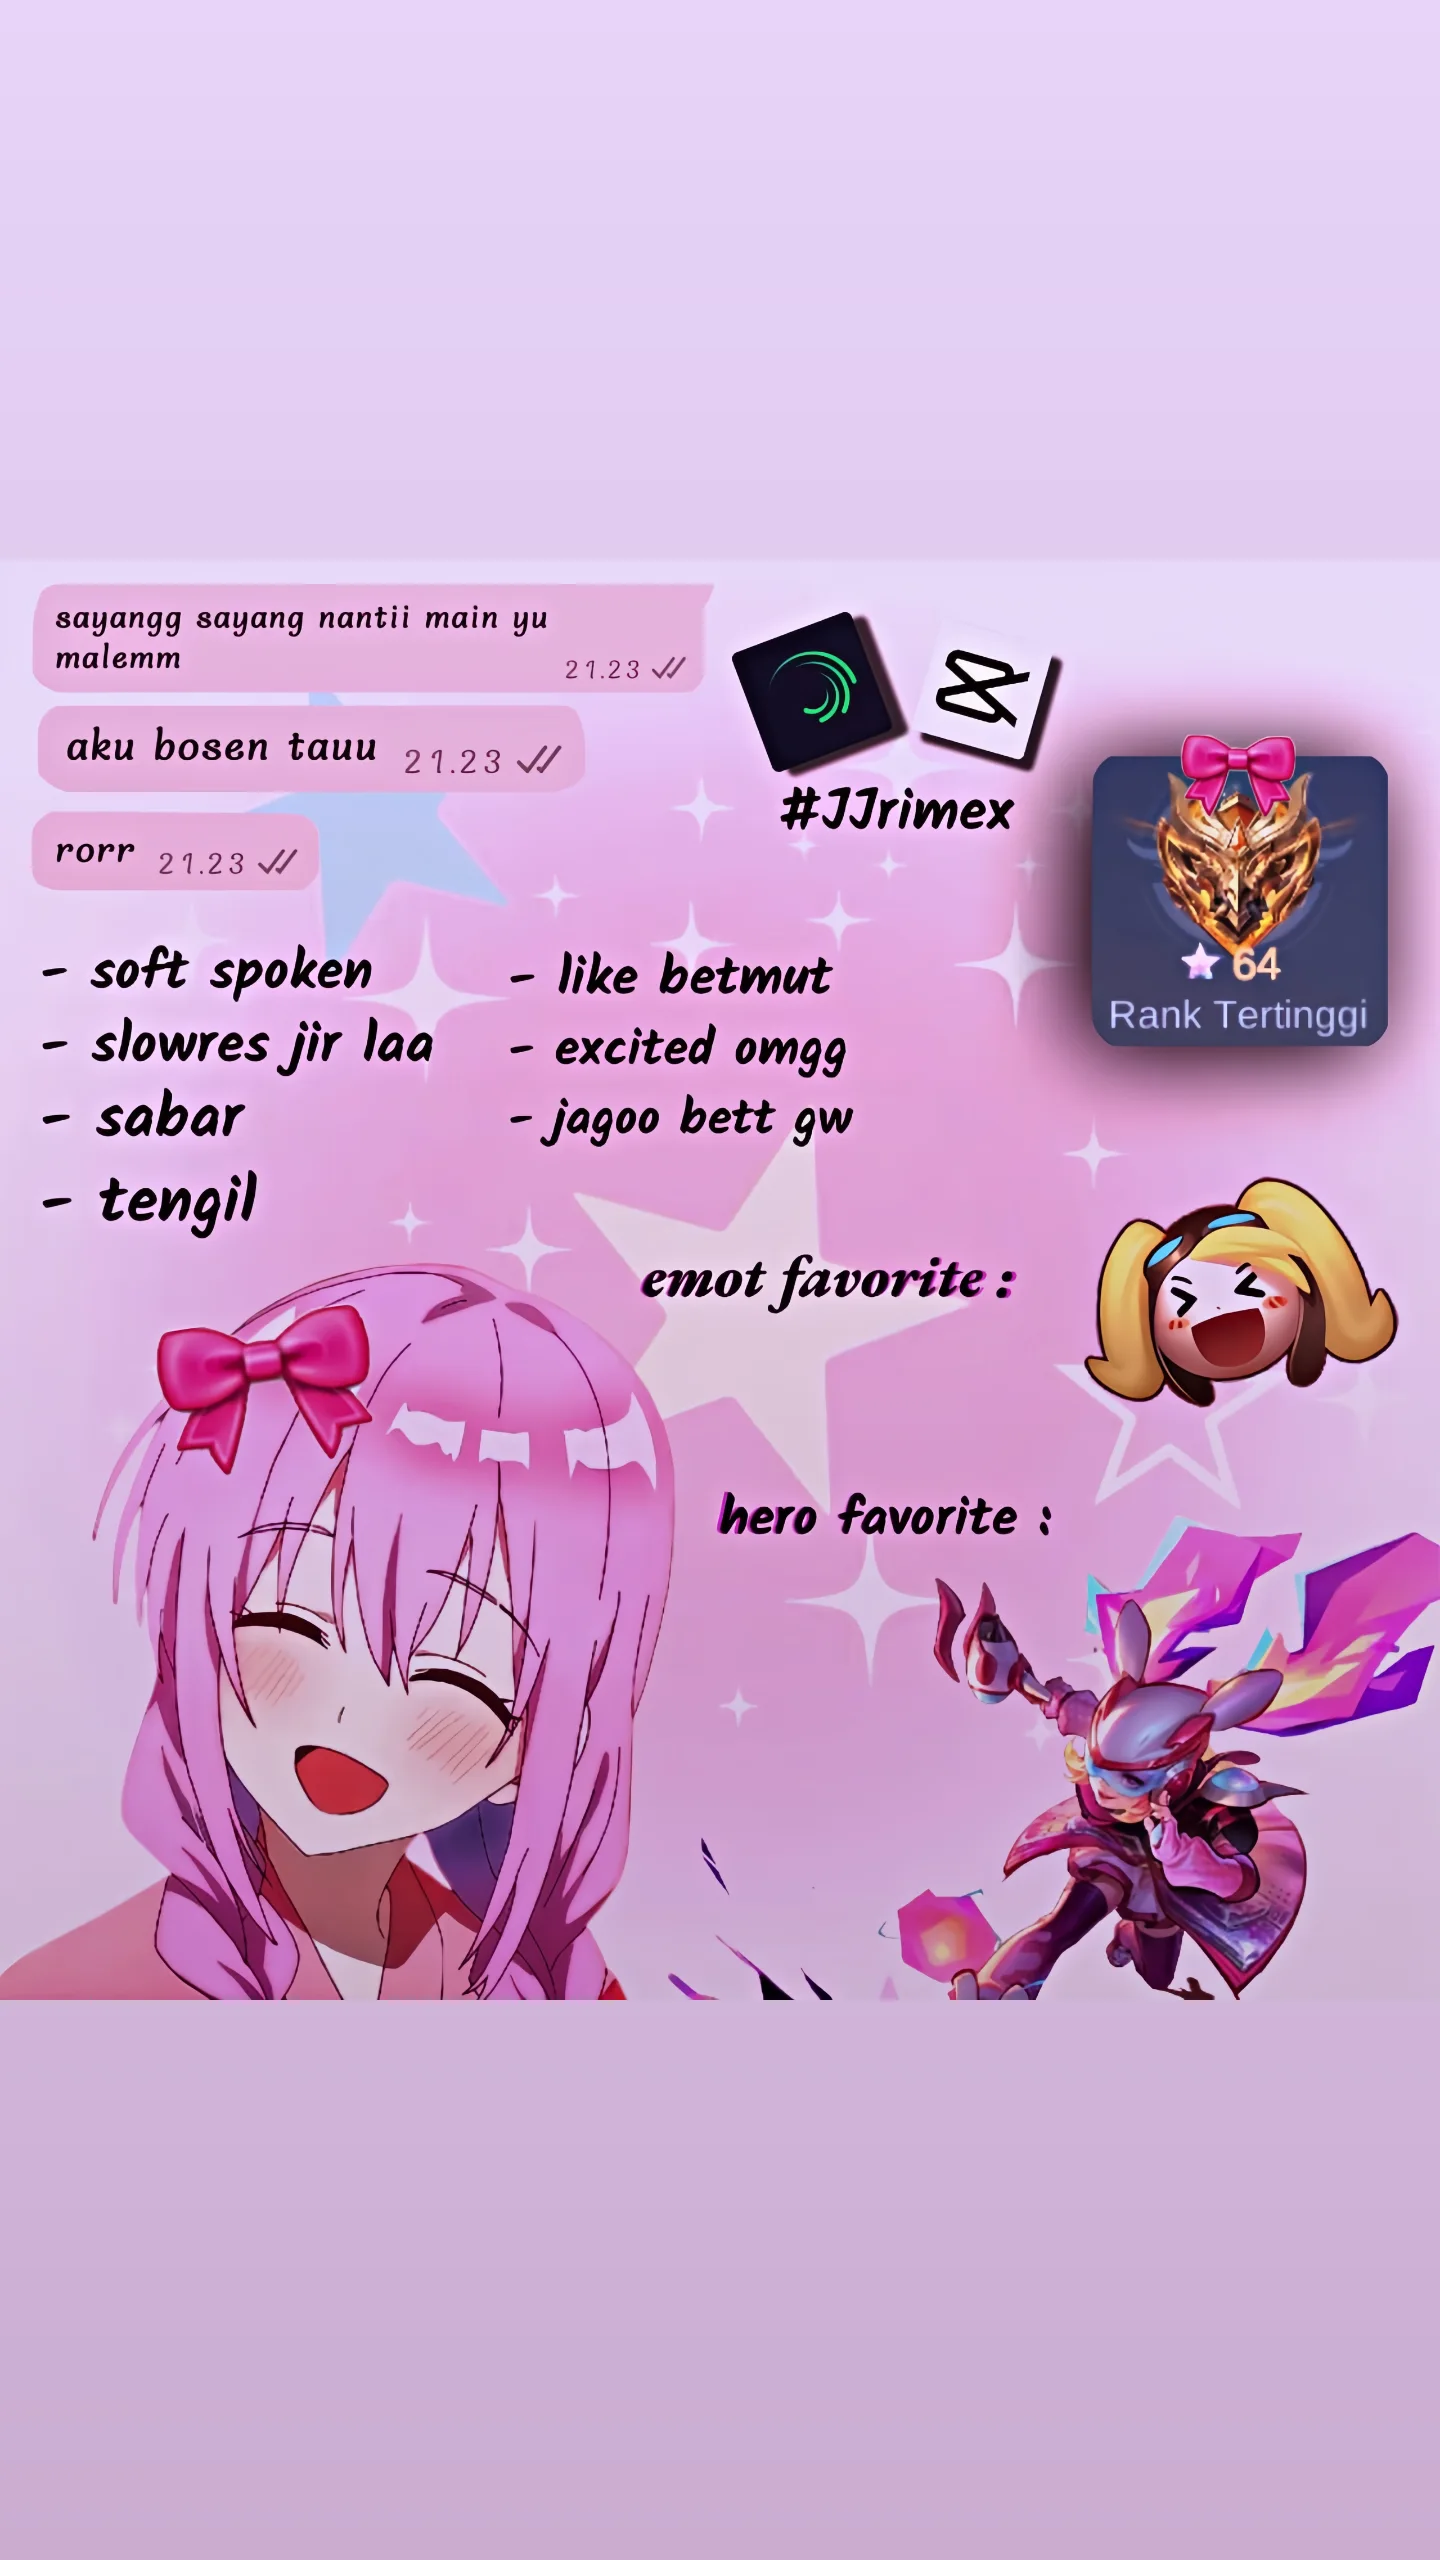 sayangg sayang nantii main yu
malemm
21.23
aku bosen tauu 21.23
rorr 21.23
#JJrimex
64
Rank Tertinggi
- soft spoken
- slowres jir laa
- sabar
- tengil
- like betmut
- excited omgg
- jagoo bett gw
emot favorite :
hero favorite :